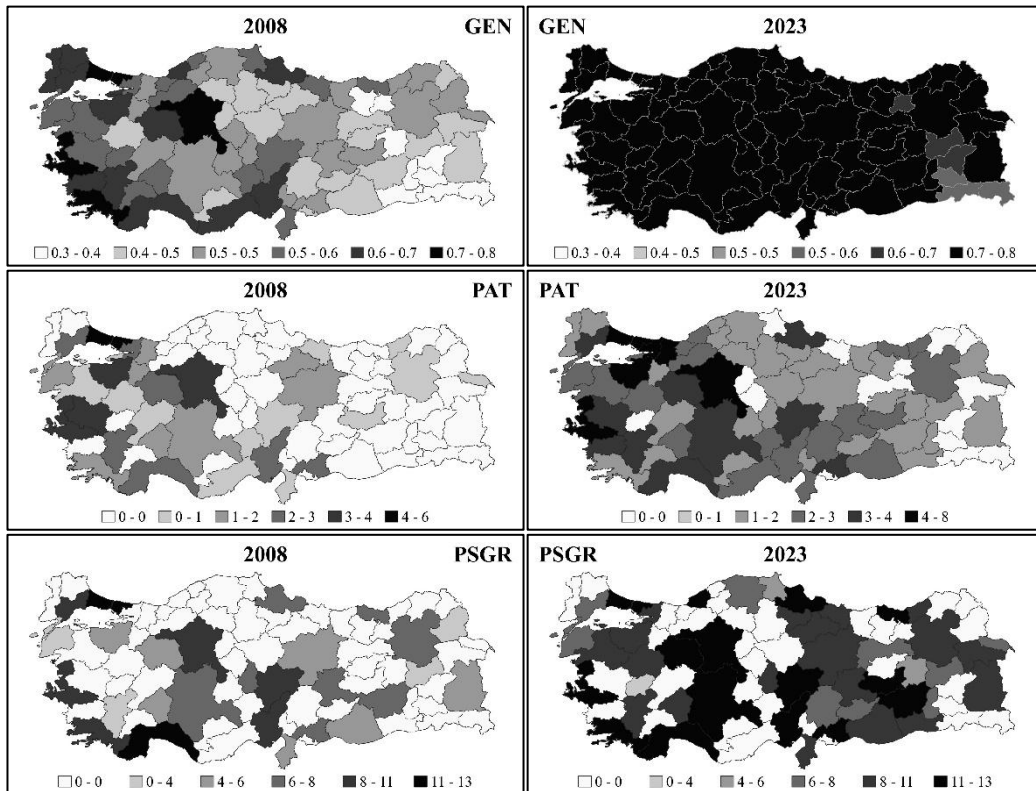 2008 GEN
0.3 - 0.4 0.4 - 0.5 0.5 - 0.5 0.5 - 0.6 0.6 - 0.7 0.7 - 0.8
GEN 2023
0.3 - 0.4 0.4 - 0.5 0.5 - 0.5 0.5 - 0.6 0.6 - 0.7 0.7 - 0.8
2008 PAT
0 - 0 0 - 1 1 - 2 2 - 3 3 - 4 4 - 6
PAT 2023
0 - 0 0 - 1 1 - 2 2 - 3 3 - 4 4 - 8
2008 PSGR
0 - 0 0 - 4 4 - 6 6 - 8 8 - 11 11 - 13
PSGR 2023
0 - 0 0 - 4 4 - 6 6 - 8 8 - 11 11 - 13